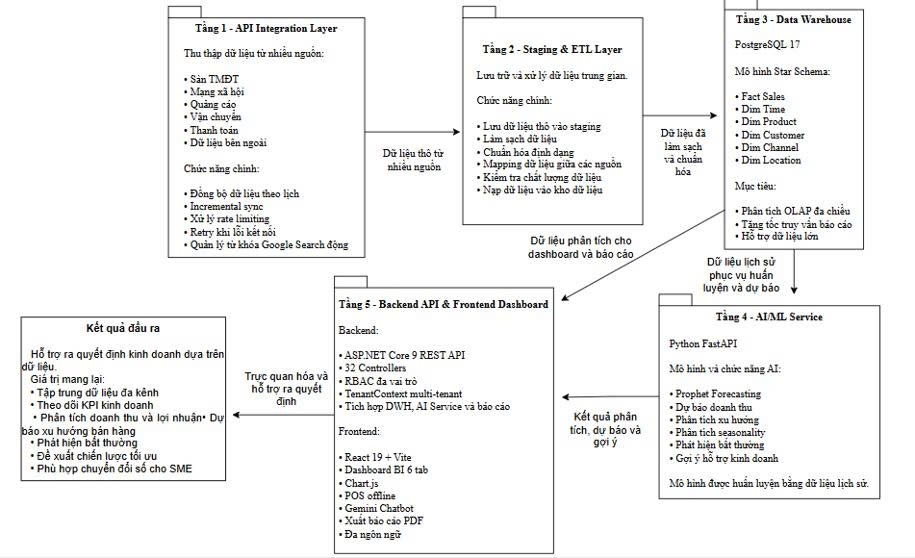 Tầng 1 - API Integration Layer
Thu thập dữ liệu từ nhiều nguồn:
• Sàn TMĐT
• Mạng xã hội
• Quảng cáo
• Vận chuyển
• Thanh toán
• Dữ liệu bên ngoài
Chức năng chính:
• Đồng bộ dữ liệu theo lịch
• Incremental sync
• Xử lý rate limiting
• Retry khi lỗi kết nối
• Quản lý từ khóa Google Search động
Dữ liệu thô từ
nhiều nguồn
Tầng 2 - Staging & ETL Layer
Lưu trữ và xử lý dữ liệu trung gian.
Chức năng chính:
• Lưu dữ liệu thô vào staging
• Làm sạch dữ liệu
• Chuẩn hóa định dạng
• Mapping dữ liệu giữa các nguồn
• Kiểm tra chất lượng dữ liệu
• Nạp dữ liệu vào kho dữ liệu
Dữ liệu đã
làm sạch
và chuẩn
hóa
Tầng 3 - Data Warehouse
PostgreSQL 17
Mô hình Star Schema:
• Fact Sales
• Dim Time
• Dim Product
• Dim Customer
• Dim Channel
• Dim Location
Mục tiêu:
• Phân tích OLAP đa chiều
• Tăng tốc truy vấn báo cáo
• Hỗ trợ dữ liệu lớn
Dữ liệu phân tích cho
dashboard và báo cáo
Dữ liệu lịch sử
phục vụ huấn
luyện và dự báo
Tầng 4 - AI/ML Service
Python FastAPI
Mô hình và chức năng AI:
• Prophet Forecasting
• Dự báo doanh thu
• Phân tích xu hướng
• Phân tích seasonality
• Phát hiện bất thường
• Gợi ý hỗ trợ kinh doanh
Mô hình được huấn luyện bằng dữ liệu lịch sử.
Kết quả phân
tích, dự báo và
gợi ý
Tầng 5 - Backend API & Frontend Dashboard
Backend:
• ASP.NET Core 9 REST API
• 32 Controllers
• RBAC đa vai trò
• TenantContext multi-tenant
• Tích hợp DWH, AI Service và báo cáo
Frontend:
• React 19 + Vite
• Dashboard BI 6 tab
• Chart.js
• POS offline
• Gemini Chatbot
• Xuất báo cáo PDF
• Đa ngôn ngữ
Trực quan hóa và
hỗ trợ ra quyết
định
Kết quả đầu ra
Hỗ trợ ra quyết định kinh doanh dựa trên
dữ liệu.
Giá trị mang lại:
• Tập trung dữ liệu đa kênh
• Theo dõi KPI kinh doanh
• Phân tích doanh thu và lợi nhuận• Dự
báo xu hướng bán hàng
• Phát hiện bất thường
• Đề xuất chiến lược tối ưu
• Phù hợp chuyển đổi số cho SME